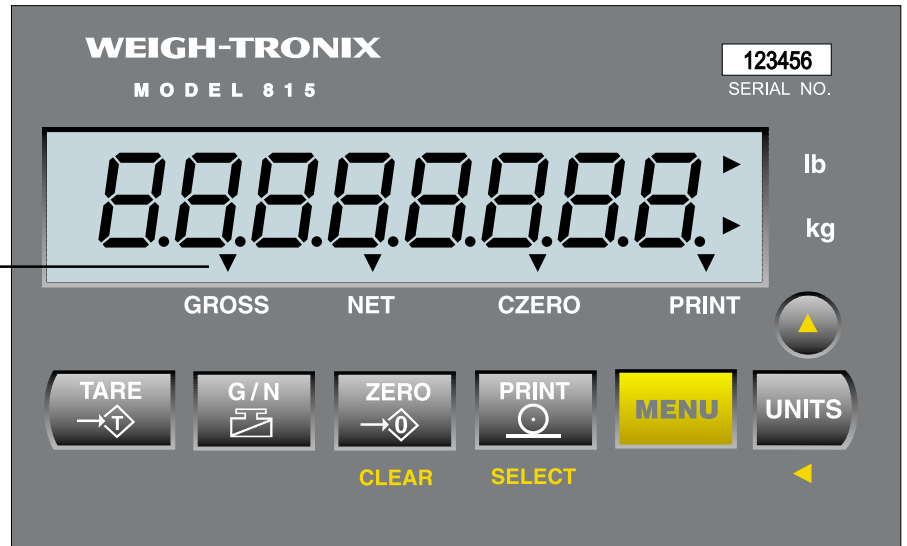 WEIGH-TRONIX
MODEL 815
123456
SERIAL NO.
8.8.8.8.8.8.8.8.
lb
kg
GROSS NET CZERO PRINT
TARE G/N ZERO PRINT MENU UNITS
T 0
CLEAR SELECT